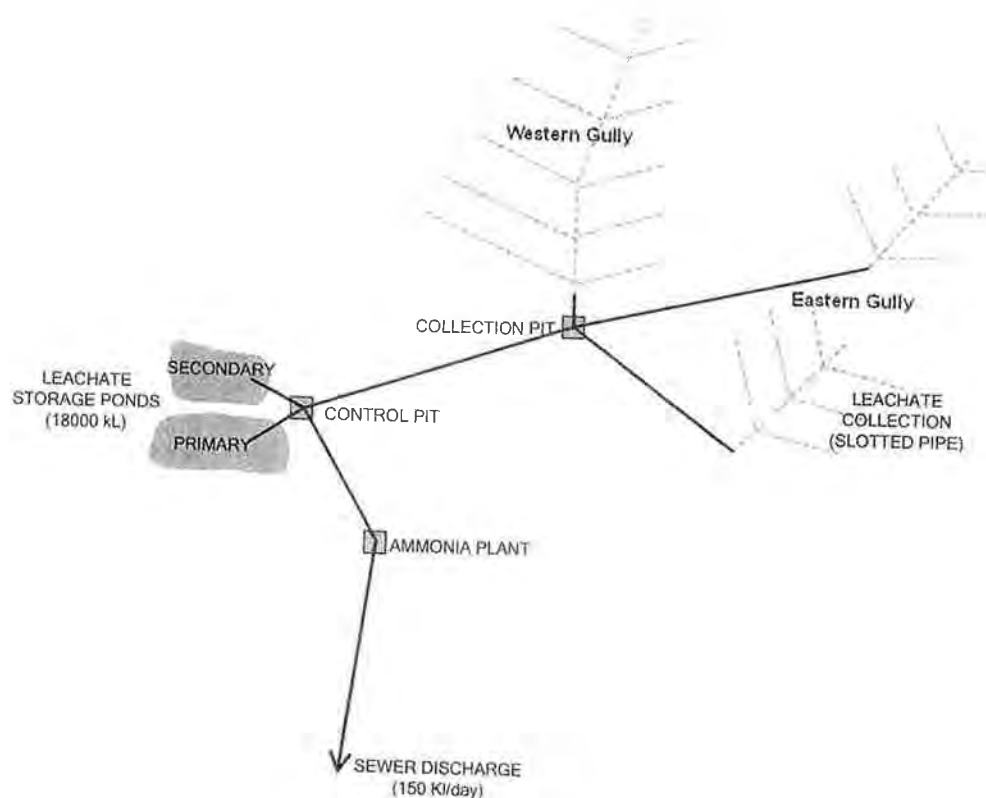 Western Gully
Eastern Gully
COLLECTION PIT
SECONDARY
LEACHATE
STORAGE PONDS
(18000 kL)
CONTROL PIT
PRIMARY
LEACHATE
COLLECTION
(SLOTTED PIPE)
AMMONIA PLANT
SEWER DISCHARGE
(150 Kl/day)